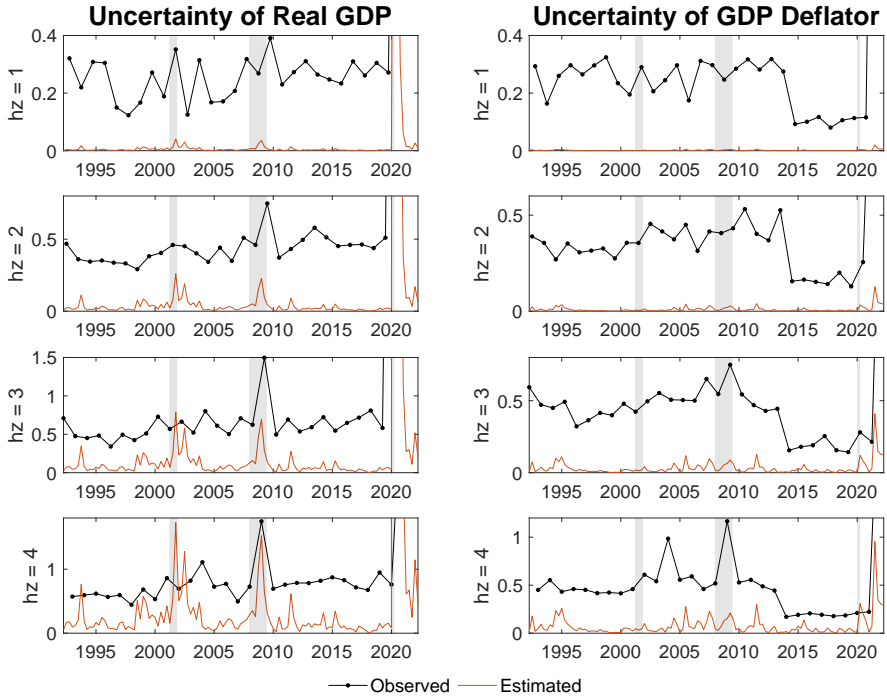 Uncertainty of Real GDP
hz = 1
0.4
0.2
0
1995 2000 2005 2010 2015 2020
hz = 2
0.5
0
1995 2000 2005 2010 2015 2020
hz = 3
1.5
1
0.5
0
1995 2000 2005 2010 2015 2020
hz = 4
1
0
1995 2000 2005 2010 2015 2020
Uncertainty of GDP Deflator
hz = 1
0.4
0.2
0
1995 2000 2005 2010 2015 2020
hz = 2
0.5
0
1995 2000 2005 2010 2015 2020
hz = 3
0.5
0
1995 2000 2005 2010 2015 2020
hz = 4
1
0.5
0
1995 2000 2005 2010 2015 2020
Observed Estimated